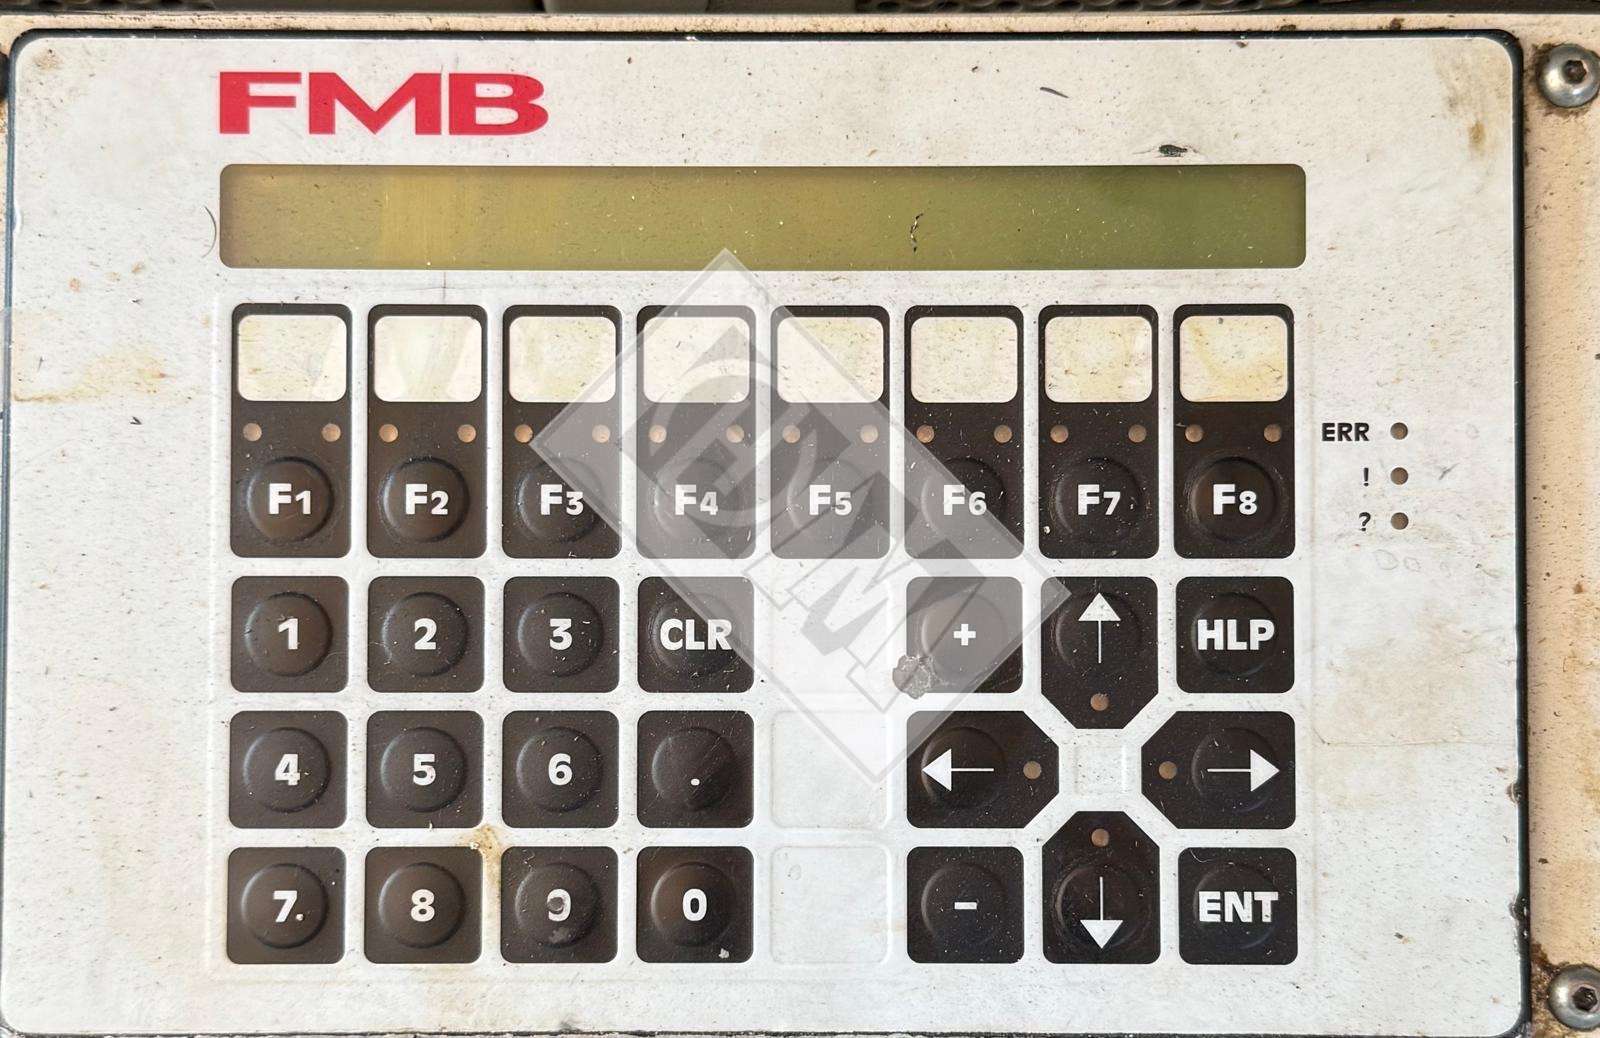 FMB
F1 F2 F3 F4 F5 F6 F7 F8
ERR
!
?
1 2 3 CLR + ↑ HLP
4 5 6 . ← →
7 8 9 0 - ↓ ENT